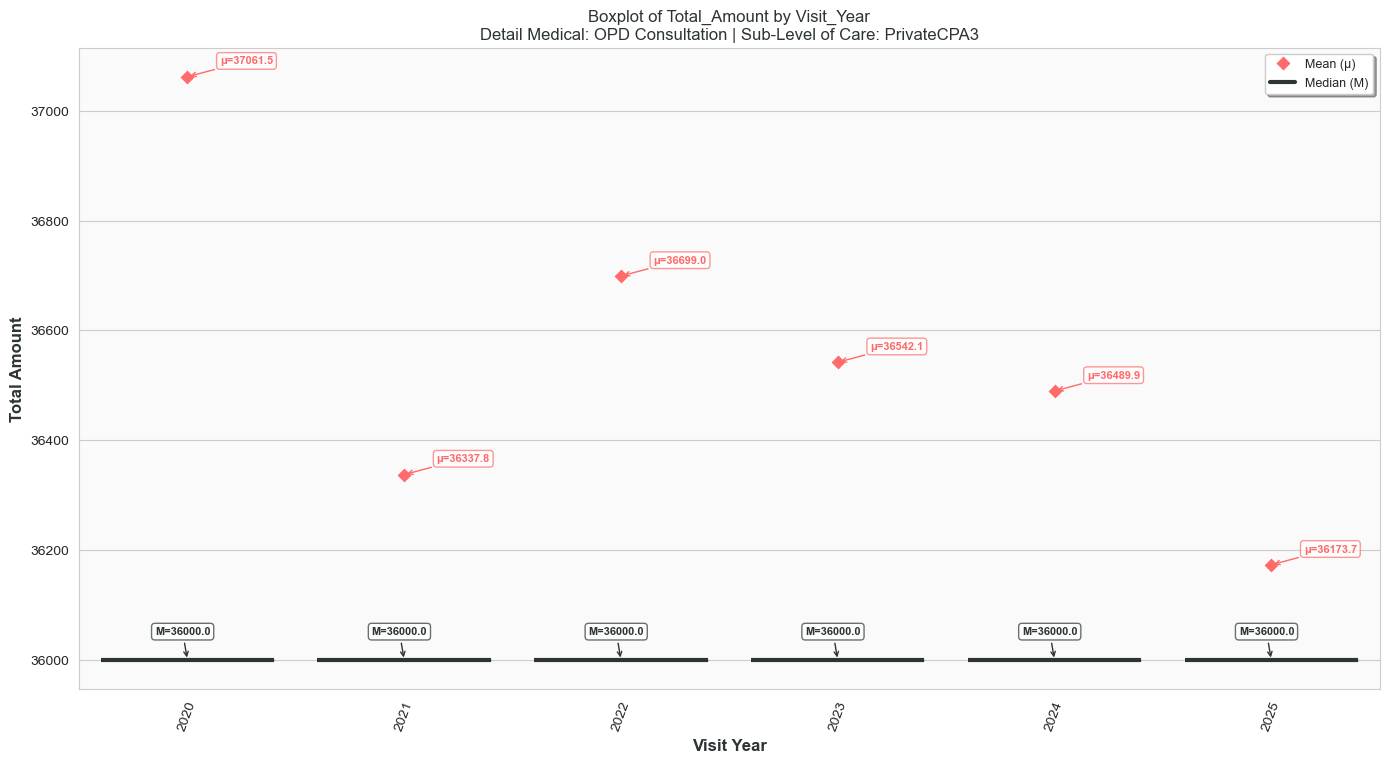 Boxplot of Total_Amount by Visit_Year
Detail Medical: OPD Consultation | Sub-Level of Care: PrivateCPA3
Mean (μ)
Median (M)
Total Amount
37000
36800
36600
36400
36200
36000
μ=37061.5
μ=36337.8
μ=36699.0
μ=36542.1
μ=36489.9
μ=36173.7
M=36000.0
M=36000.0
M=36000.0
M=36000.0
M=36000.0
M=36000.0
2020
2021
2022
2023
2024
2025
Visit Year